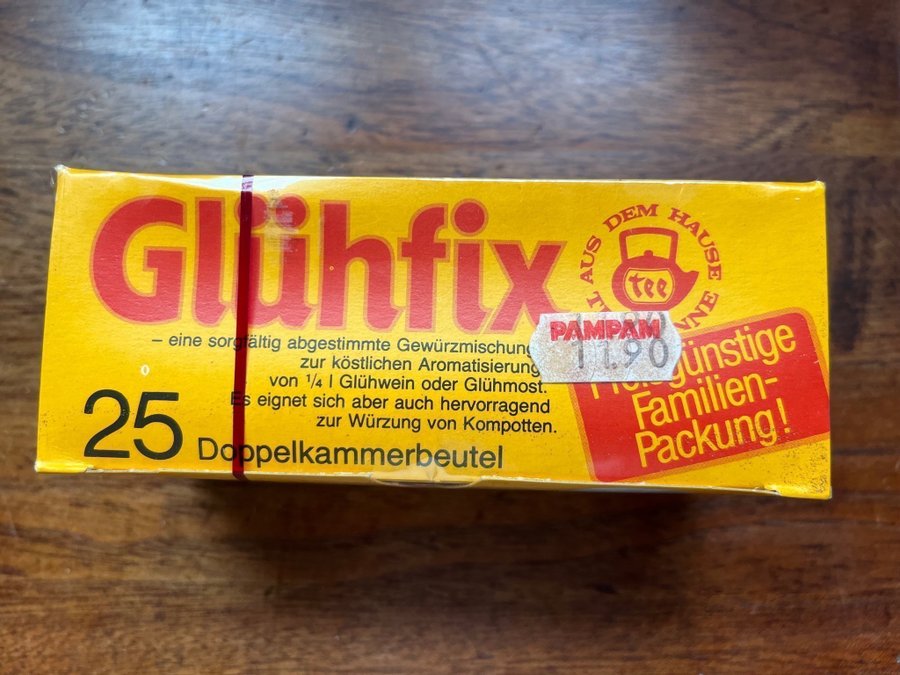 Glühfix
– eine sorgfältig abgestimmte Gewürzmischung
zur köstlichen Aromatisierung
von ¼ l Glühwein oder Glühmost.
Es eignet sich aber auch hervorragend
zur Würzung von Kompotten.
25 Doppelkammerbeutel
AUS DEM HAUSE
tee
PAMPAM
11.90
Familien-
Packung!